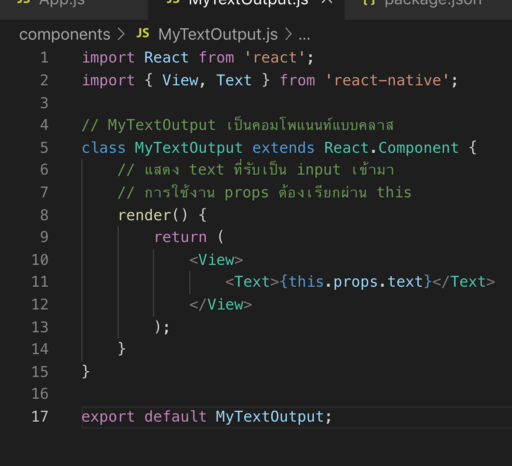 App.js JS MyTextOutput.js {} package.json
components > JS MyTextOutput.js > ...
1 import React from 'react';
2 import { View, Text } from 'react-native';
3
4 // MyTextOutput เป็นคอมโพแนนท์แบบคลาส
5 class MyTextOutput extends React.Component {
6 // แสดง text ที่รับเป็น input เข้ามา
7 // การใช้งาน props ต้องเรียกผ่าน this
8 render() {
9 return (
10 <View>
11 <Text>{this.props.text}</Text>
12 </View>
13 );
14 }
15 }
16
17 export default MyTextOutput;